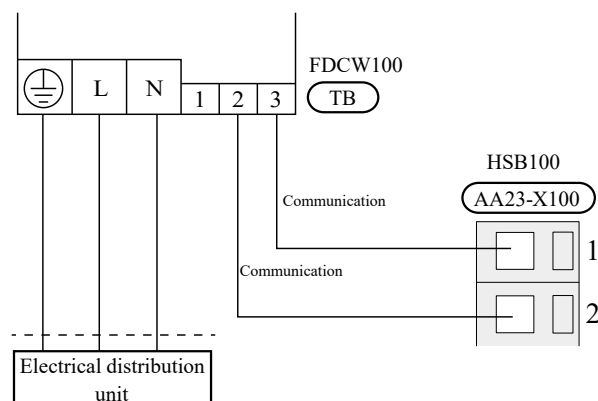 FDCW100
TB
L N 1 2 3
HSB100
AA23-X100
Communication
1
Communication
2
Electrical distribution
unit